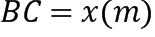 BC = x(m)